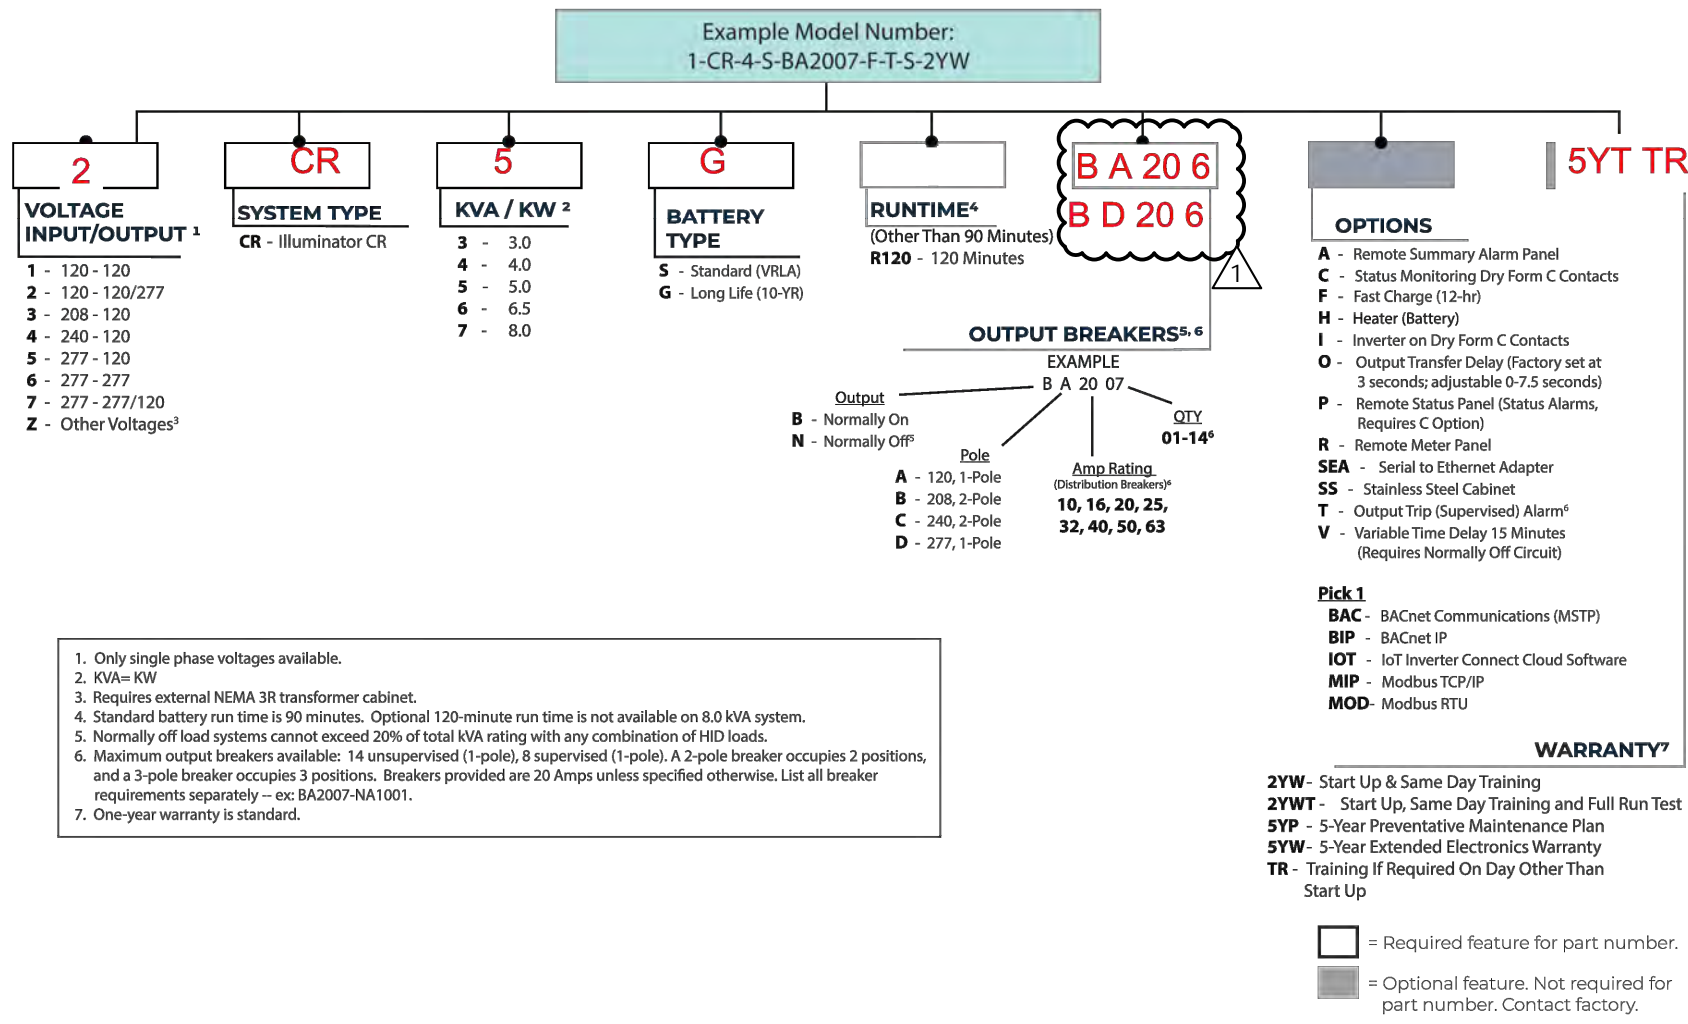 Example Model Number:
1-CR-4-S-BA2007-F-T-S-2YW
2
VOLTAGE
INPUT/OUTPUT 1
1 - 120 - 120
2 - 120 - 120/277
3 - 208 - 120
4 - 240 - 120
5 - 277 - 120
6 - 277 - 277
7 - 277 - 277/120
Z - Other Voltages3
CR
SYSTEM TYPE
CR - Illuminator CR
5
KVA / KW 2
3 - 3.0
4 - 4.0
5 - 5.0
6 - 6.5
7 - 8.0
G
BATTERY
TYPE
S - Standard (VRLA)
G - Long Life (10-YR)
RUNTIME4
(Other Than 90 Minutes)
R120 - 120 Minutes
B A 20 6
B D 20 6
1
OUTPUT BREAKERS5, 6
EXAMPLE
B A 20 07
Output
B - Normally On
N - Normally Off5
Pole
A - 120, 1-Pole
B - 208, 2-Pole
C - 240, 2-Pole
D - 277, 1-Pole
Amp Rating
(Distribution Breakers)6
10, 16, 20, 25,
32, 40, 50, 63
QTY
01-146
OPTIONS
A - Remote Summary Alarm Panel
C - Status Monitoring Dry Form C Contacts
F - Fast Charge (12-hr)
H - Heater (Battery)
I - Inverter on Dry Form C Contacts
O - Output Transfer Delay (Factory set at
3 seconds; adjustable 0-7.5 seconds)
P - Remote Status Panel (Status Alarms,
Requires C Option)
R - Remote Meter Panel
SEA - Serial to Ethernet Adapter
SS - Stainless Steel Cabinet
T - Output Trip (Supervised) Alarm6
V - Variable Time Delay 15 Minutes
(Requires Normally Off Circuit)
Pick 1
BAC - BACnet Communications (MSTP)
BIP - BACnet IP
IOT - IoT Inverter Connect Cloud Software
MIP - Modbus TCP/IP
MOD- Modbus RTU
5YT TR
WARRANTY7
2YW - Start Up & Same Day Training
2YWT - Start Up, Same Day Training and Full Run Test
5YP - 5-Year Preventative Maintenance Plan
5YW - 5-Year Extended Electronics Warranty
TR - Training If Required On Day Other Than
Start Up
1. Only single phase voltages available.
2. KVA= KW
3. Requires external NEMA 3R transformer cabinet.
4. Standard battery run time is 90 minutes. Optional 120-minute run time is not available on 8.0 kVA system.
5. Normally off load systems cannot exceed 20% of total kVA rating with any combination of HID loads.
6. Maximum output breakers available: 14 unsupervised (1-pole), 8 supervised (1-pole). A 2-pole breaker occupies 2 positions,
and a 3-pole breaker occupies 3 positions. Breakers provided are 20 Amps unless specified otherwise. List all breaker
requirements separately -- ex: BA2007-NA1001.
7. One-year warranty is standard.
= Required feature for part number.
= Optional feature. Not required for
part number. Contact factory.